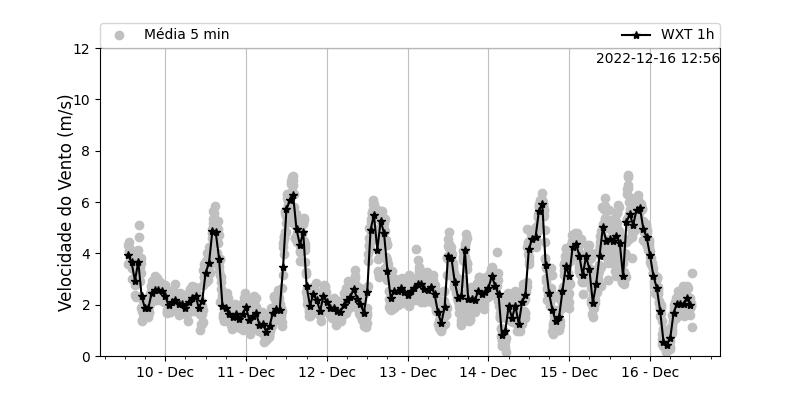 Média 5 min
WXT 1h
2022-12-16 12:56
Velocidade do Vento (m/s)
12
10
8
6
4
2
0
10 - Dec
11 - Dec
12 - Dec
13 - Dec
14 - Dec
15 - Dec
16 - Dec